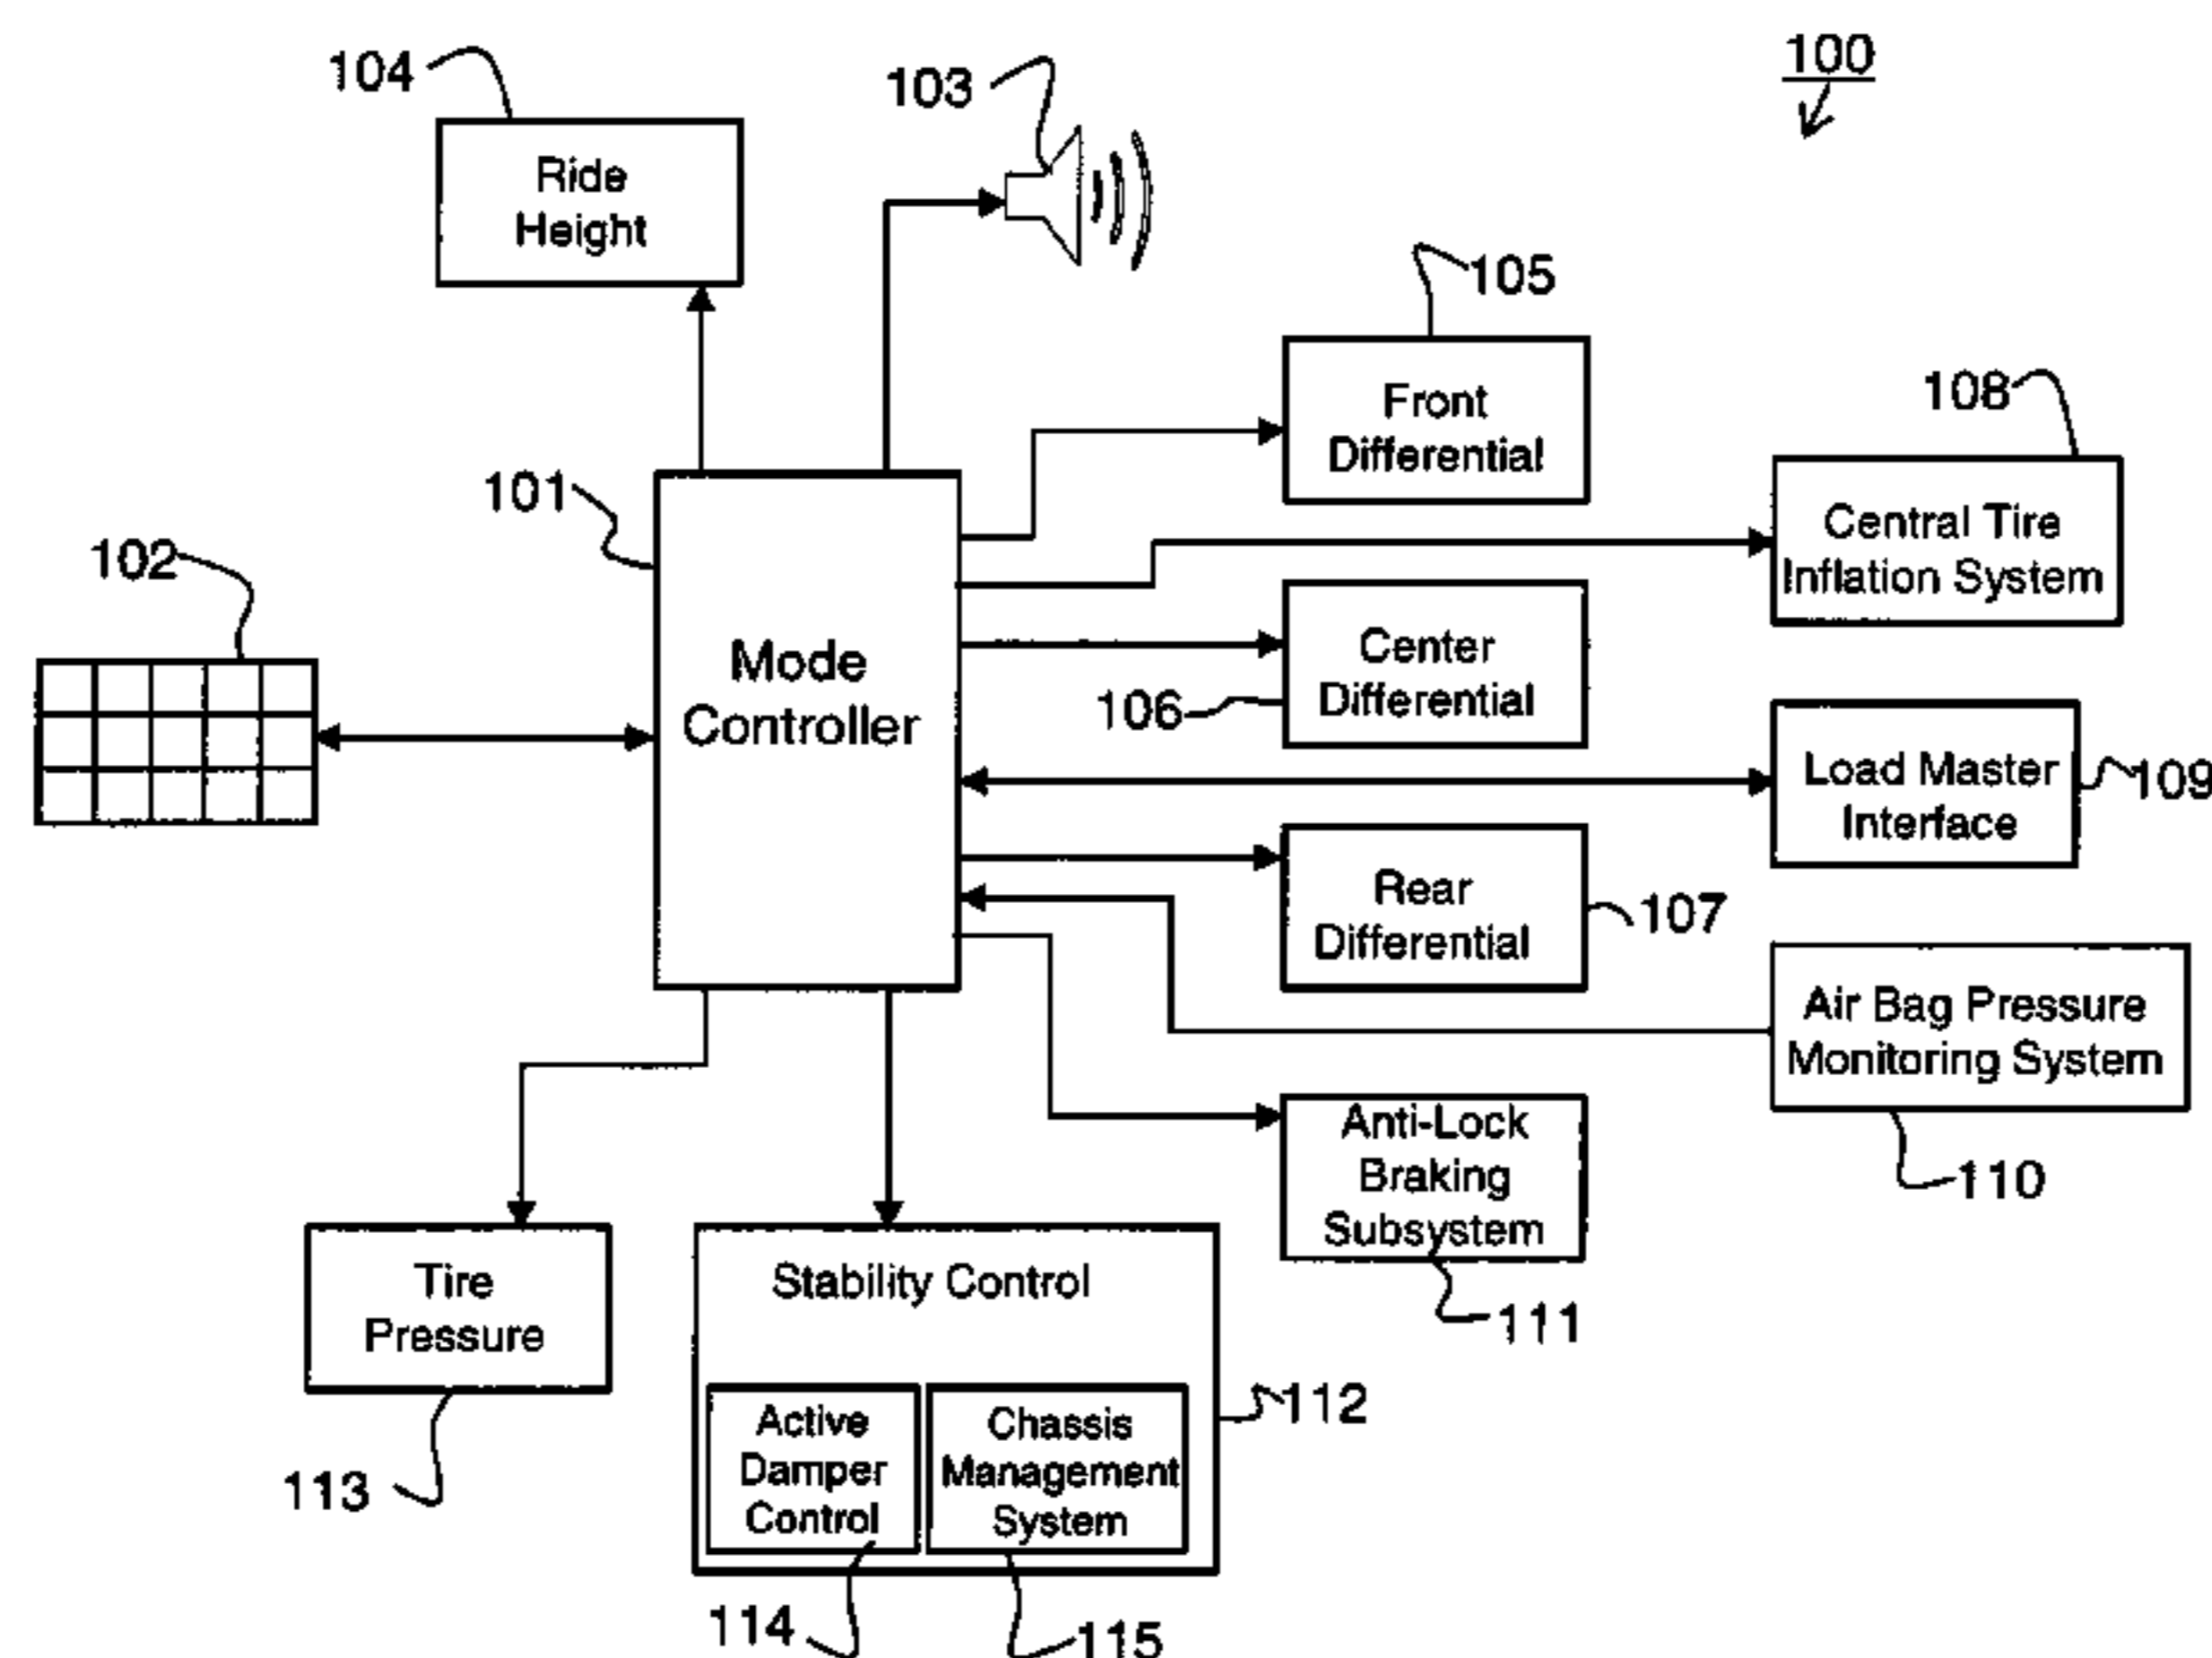 100
104
103
Ride
Height
105
Front
Differential
108
Central Tire
Inflation System
101
102
Mode
Controller
Center
Differential
106
Load Master
Interface
109
Rear
Differential
107
Air Bag Pressure
Monitoring System
110
Anti-Lock
Braking
Subsystem
111
Tire
Pressure
113
Stability Control
112
Active
Damper
Control
Chassis
Management
System
114
115